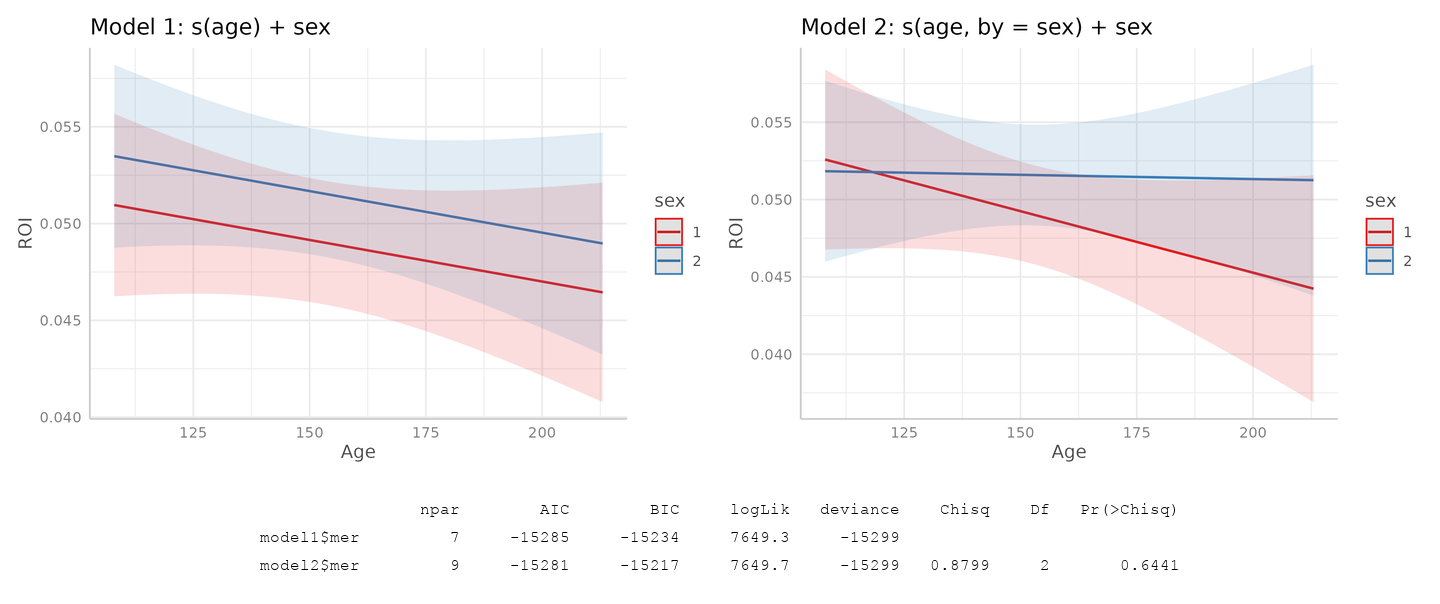 Model 1: s(age) + sex
0.055
0.050
0.045
0.040
ROI
125 150 175 200
Age
sex
1
2
Model 2: s(age, by = sex) + sex
0.055
0.050
0.045
0.040
ROI
125 150 175 200
Age
sex
1
2
npar AIC BIC logLik deviance Chisq Df Pr(>Chisq)
model1$mer 7 -15285 -15234 7649.3 -15299
model2$mer 9 -15281 -15217 7649.7 -15299 0.8799 2 0.6441